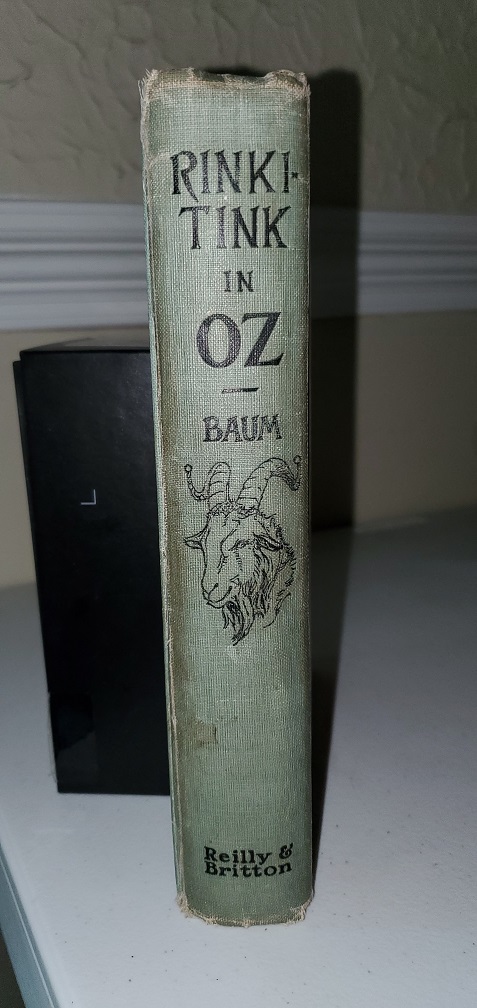 RINKI-
TINK
IN
OZ
BAUM
Reilly &
Britton